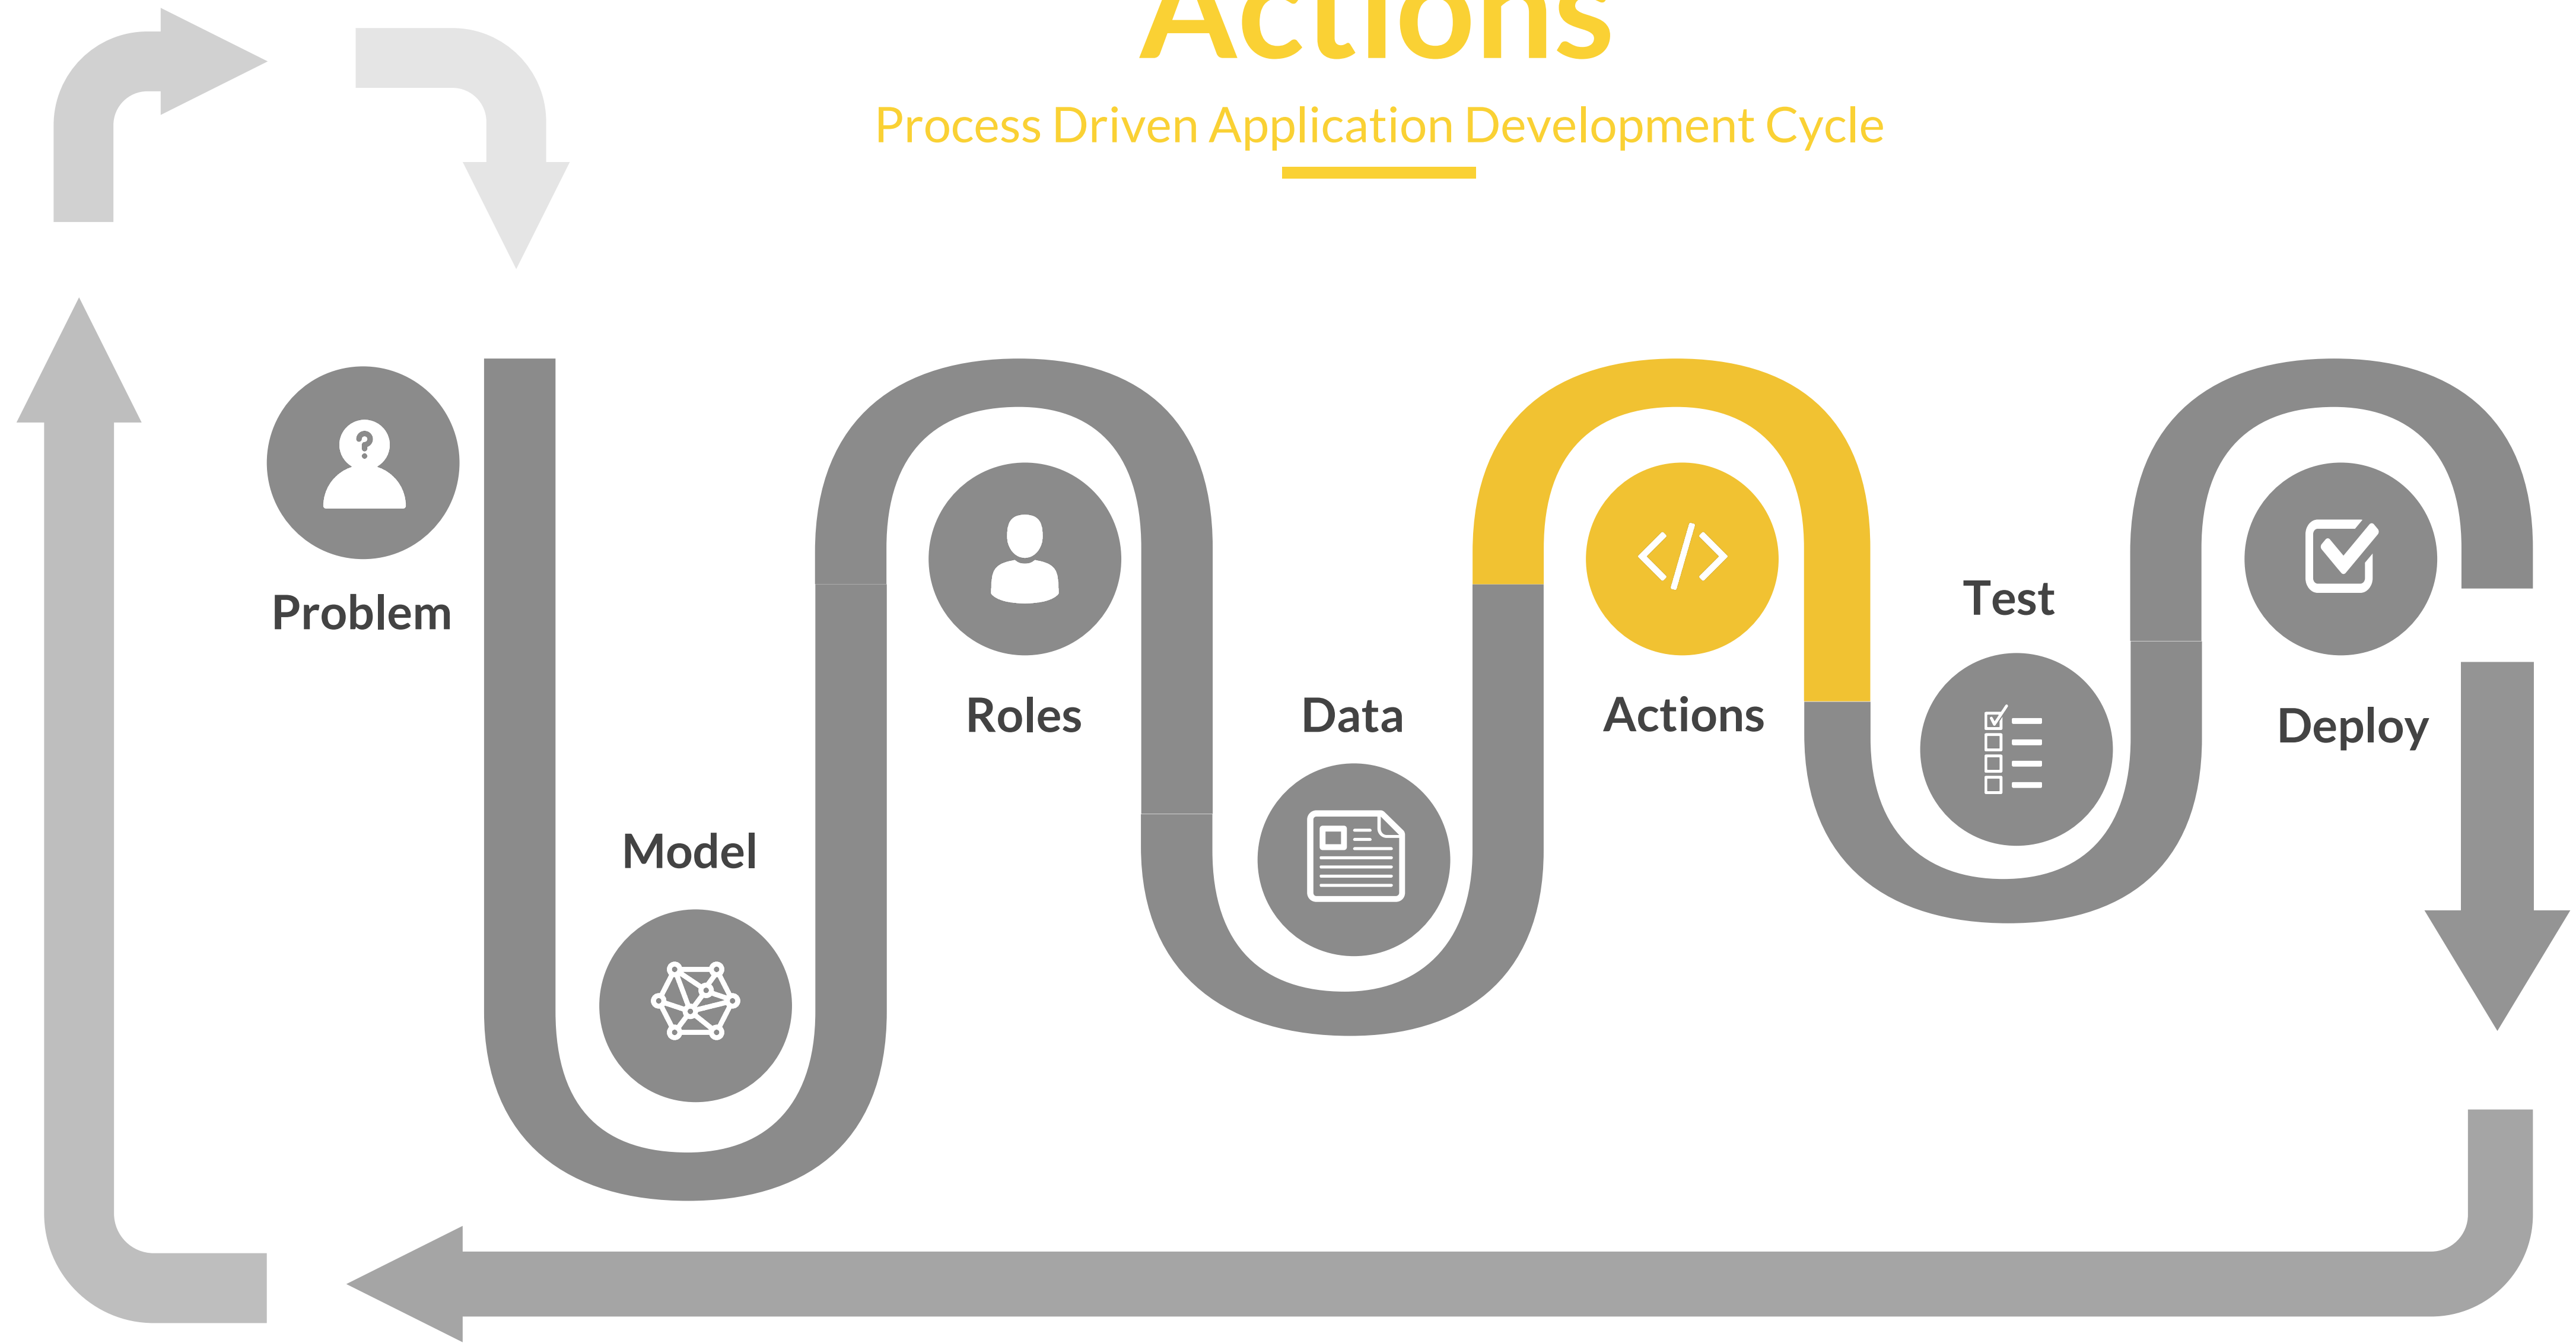 Actions
Process Driven Application Development Cycle
Problem
Model
Roles
Data
Actions
Test
Deploy
?